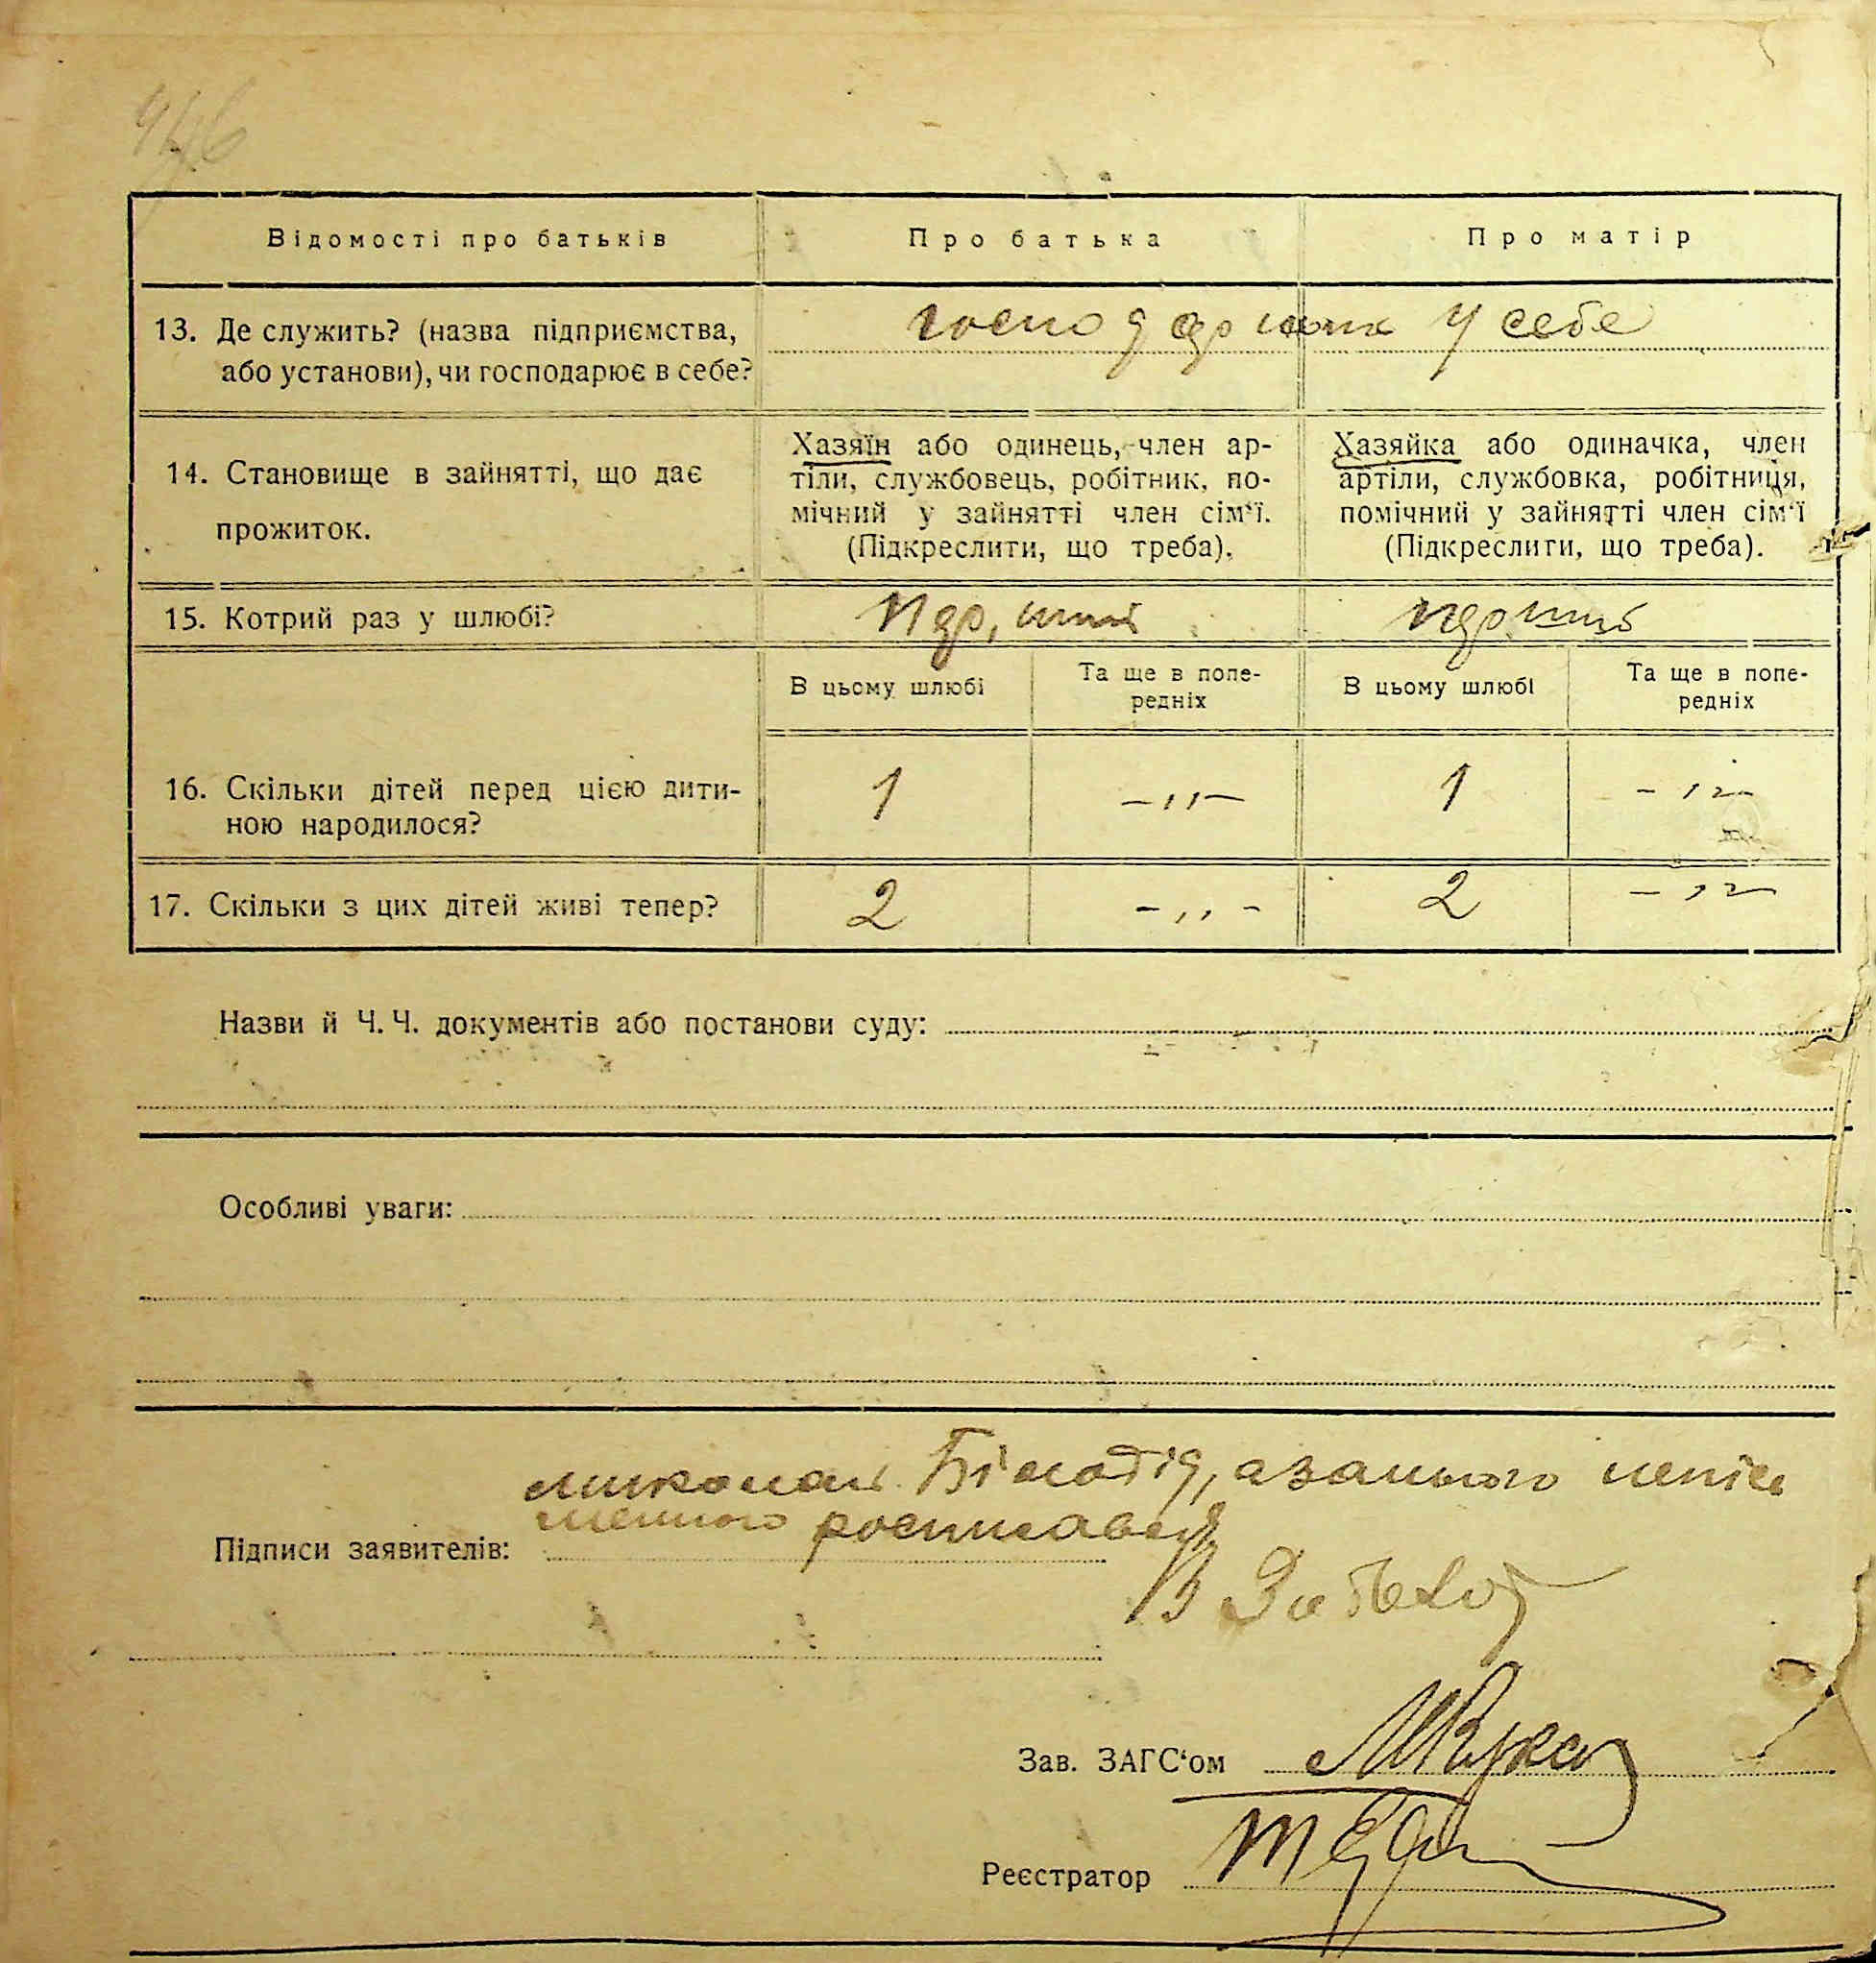 Відомості про батьків
Про батька
Про матір
13. Де служить? (назва підприємства,
або установи), чи господарює в себе?
у себе
14. Становище в зайнятті, що дає
прожиток.
Хазяїн або одинець, член ар-
тіли, службовець, робітник, по-
мічний у зайнятті член сім‘ї.
(Підкреслити, що треба).
Хазяйка або одиначка, член
артіли, службовка, робітниця,
помічний у зайнятті член сім‘ї
(Підкреслити, що треба).
15. Котрий раз у шлюбі?
В цьому шлюбі
Та ще в попе-
редніх
В цьому шлюбі
Та ще в попе-
редніх
16. Скільки дітей перед цією дити-
ною народилося?
1
-„-
1
-„-
17. Скільки з цих дітей живі тепер?
2
-„-
2
-„-
Назви й Ч. Ч. документів або постанови суду:
Особливі уваги:
Білодід, азанього непісь
менного росписавсь
Підписи заявителів:
Зав. ЗАГС‘ом
Реєстратор